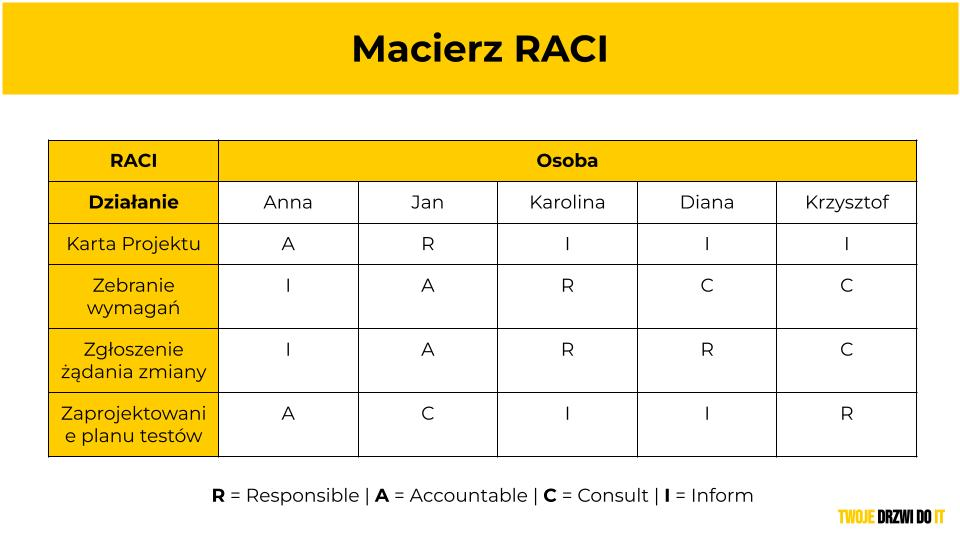 Macierz RACI
RACI Osoba
Działanie Anna Jan Karolina Diana Krzysztof
Karta Projektu A R I I I
Zebranie I A R C C
wymagań
Zgłoszenie I A R R C
żądania zmiany
Zaprojektowani A C I I R
e planu testów
R = Responsible | A = Accountable | C = Consult | I = Inform
TWOJE DRZWI DO IT